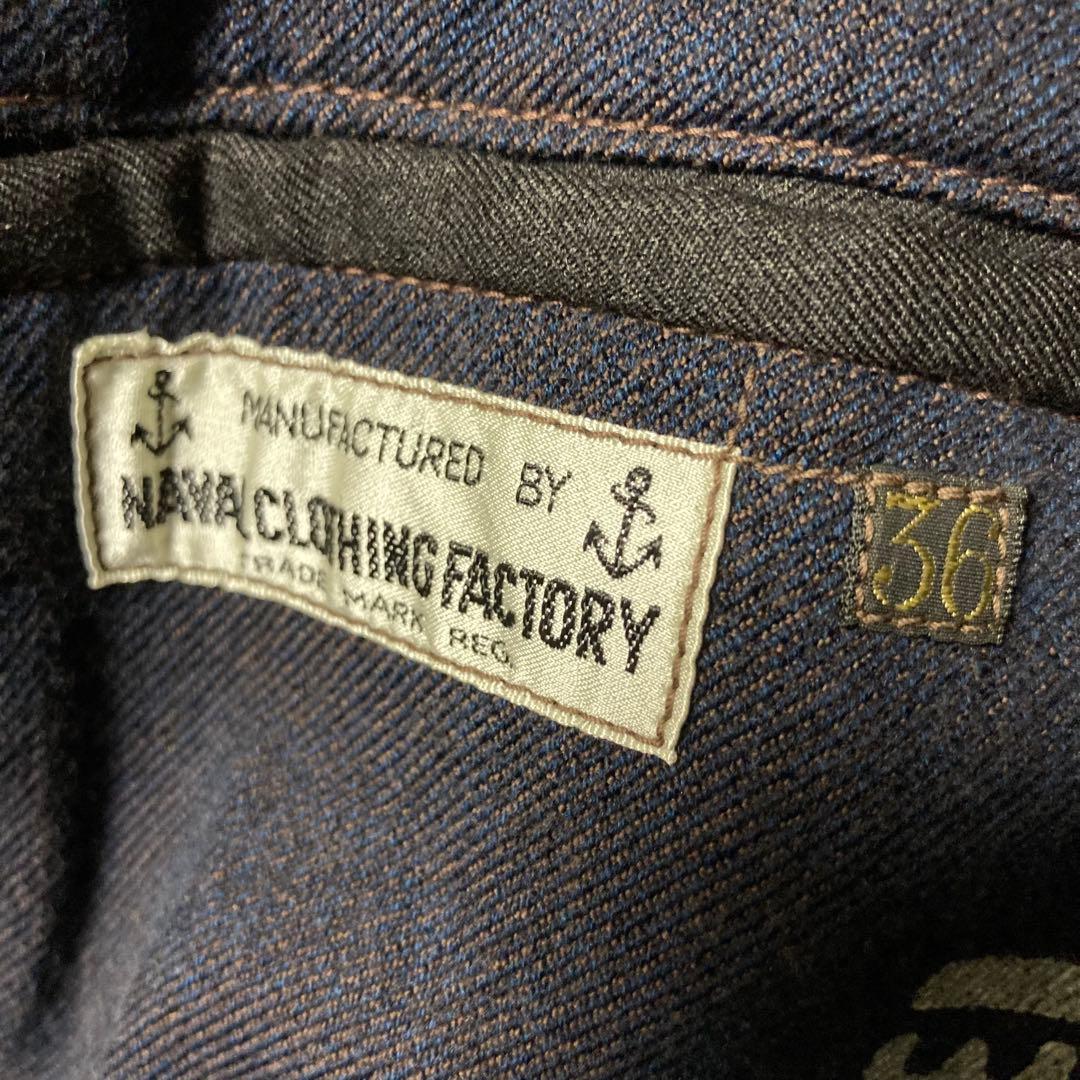 MANUFACTURED BY
NAVAL CLOTHING FACTORY
TRADE MARK REG.
36